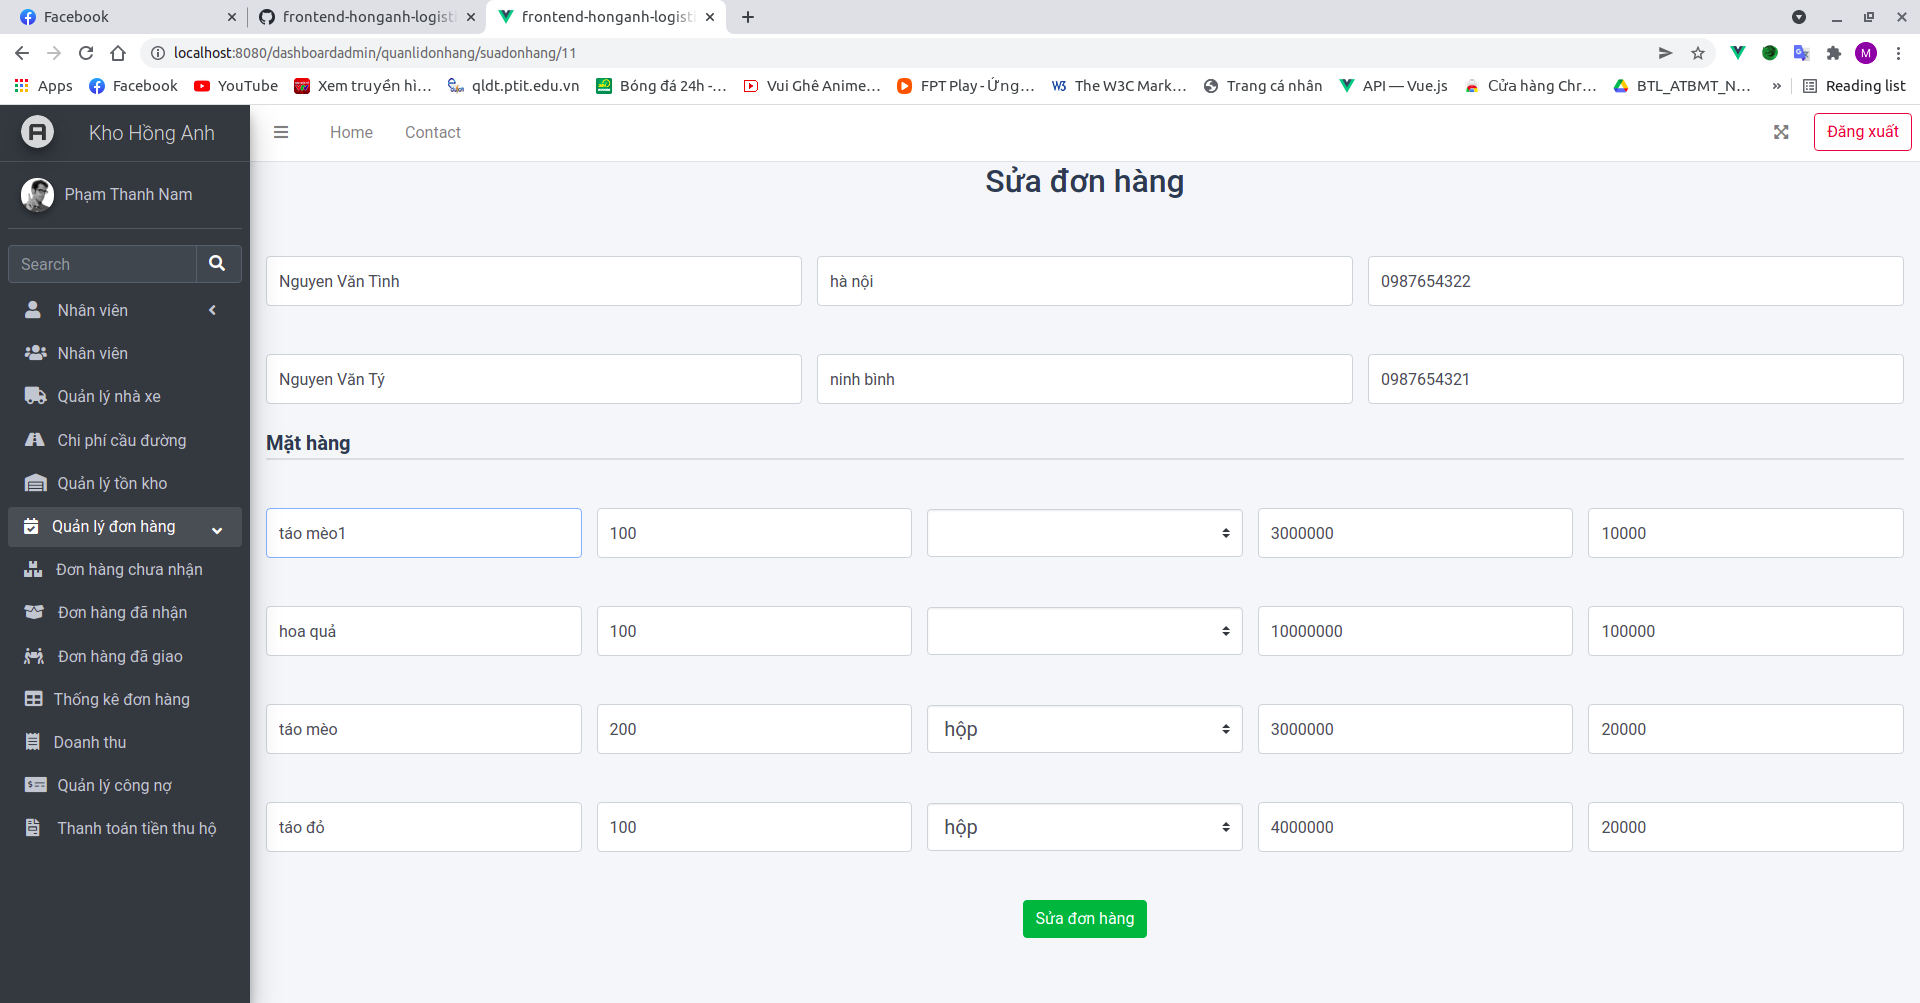 Facebook
frontend-honganh-logisti
frontend-honganh-logisti
localhost:8080/dashboardadmin/quanlidonhang/suadonhang/11
M
Apps
Facebook
YouTube
Xem truyền hì...
qldt.ptit.edu.vn
Bóng đá 24h -...
Vui Ghê Anime...
FPT Play - Ứng...
The W3C Mark...
Trang cá nhân
API — Vue.js
Cửa hàng Chr...
BTL_ATBMT_N...
»
Reading list
Kho Hồng Anh
Home
Contact
Đăng xuất
Phạm Thanh Nam
Search
Nhân viên
Nhân viên
Quản lý nhà xe
Chi phí cầu đường
Quản lý tồn kho
Quản lý đơn hàng
Đơn hàng chưa nhận
Đơn hàng đã nhận
Đơn hàng đã giao
Thống kê đơn hàng
Doanh thu
Quản lý công nợ
Thanh toán tiền thu hộ
Sửa đơn hàng
Nguyen Văn Tình
hà nội
0987654322
Nguyen Văn Tý
ninh bình
0987654321
Mặt hàng
táo mèo1
100
3000000
10000
hoa quả
100
10000000
100000
táo mèo
200
hộp
3000000
20000
táo đỏ
100
hộp
4000000
20000
Sửa đơn hàng